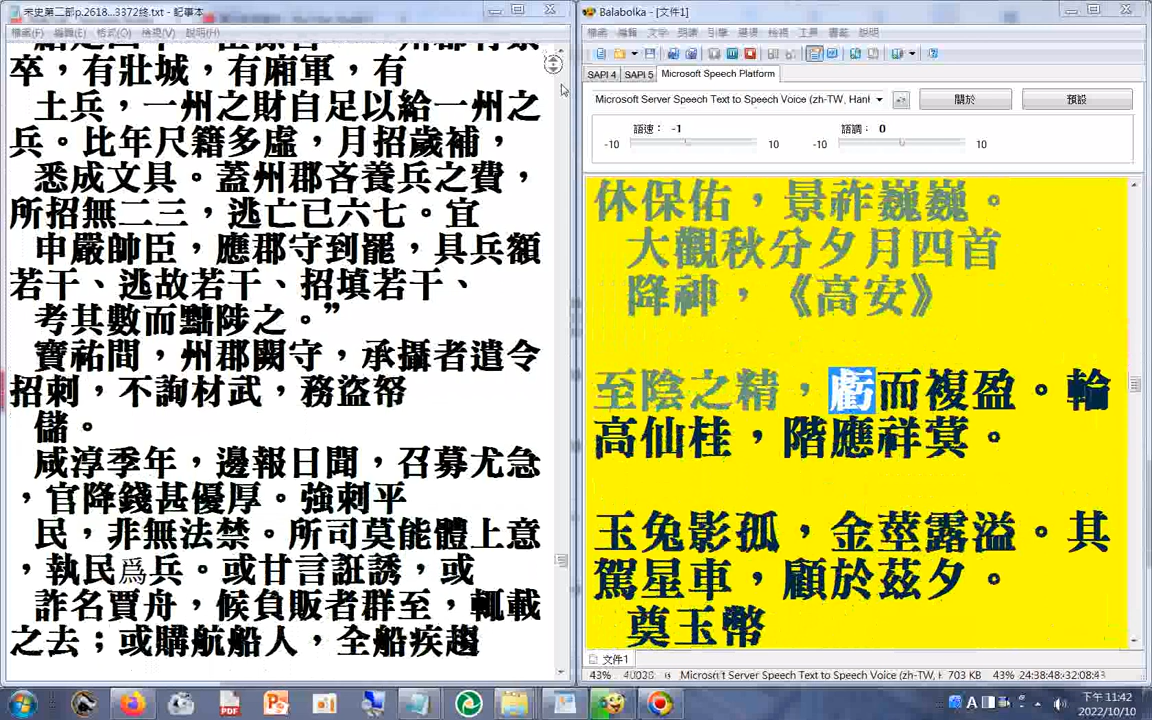 宋史第二部p.2618...3372终.txt - 記事本
檔案(F) 編輯(E) 格式(O) 檢視(V) 說明(H)
卒，有壯城，有廂軍，有
土兵，一州之財自足以給一州之
兵。比年尺籍多虛，月招歲補，
悉成文具。蓋州郡吝養兵之費，
所招無二三，逃亡已六七。宜
申嚴帥臣，應郡守到罷，具兵額
若干、逃故若干、招填若干、
考其數而黜陟之。”
寶祐間，州郡闕守，承攝者遣令
招刺，不詢材武，務盜帑
儲。
咸淳季年，邊報日聞，召募尤急
，官降錢甚優厚。強刺平
民，非無法禁。所司莫能體上意
，執民爲兵。或甘言誑誘，或
詐名賈舟，候負販者群至，輒載
之去；或購航船人，全船疾趨
Balabolka - [文件1]
檔案 編輯 文字 朗讀 引擎 選項 檢視 工具 書籤 說明
SAPI 4 SAPI 5 Microsoft Speech Platform
Microsoft Server Speech Text to Speech Voice (zh-TW, Hanl
關於
預設
語速： -1
語調： 0
-10 10 -10 10
休保佑，景祚巍巍。
大觀秋分夕月四首
降神，《高安》
至陰之精，虧而複盈。輪
高仙桂，階應祥蓂。
玉兔影孤，金莖露溢。其
駕星車，顧於茲夕。
奠玉幣
文件1
43% Microsoft Server Speech Text to Speech Voice (zh-TW, H 703 KB 43% 24:38:48-32:08:43
下午 11:42
2022/10/10